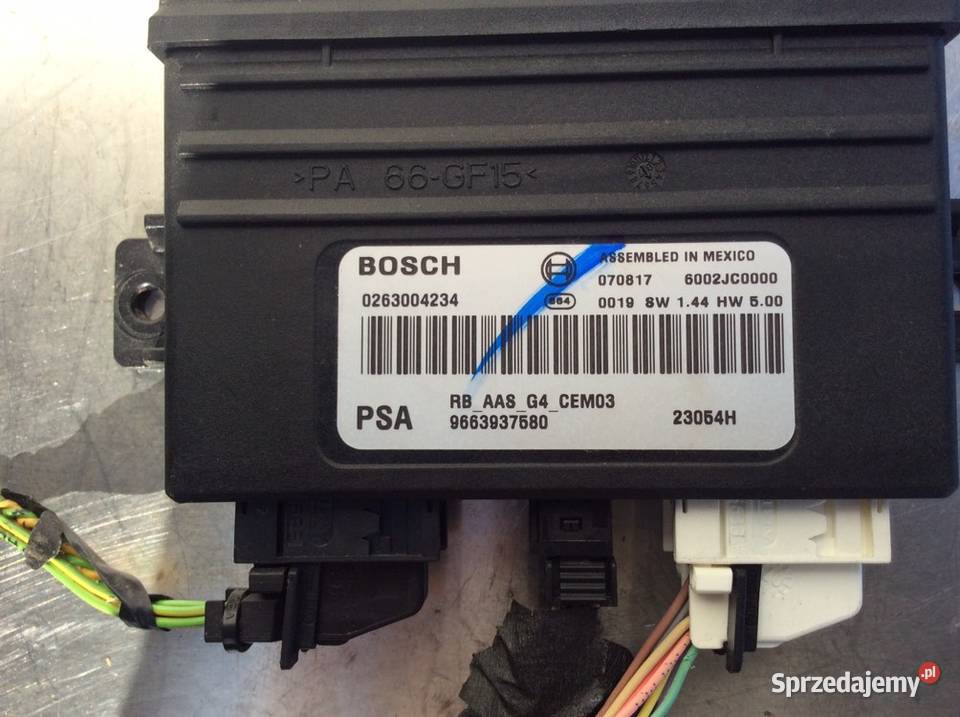 >PA 66-GF15<
BOSCH
ASSEMBLED IN MEXICO
070817 6002JC0000
0263004234
664 0019 SW 1.44 HW 5.00
PSA
RB_AAS_G4_CEM03
9663937580
23054H
Sprzedajemy.pl